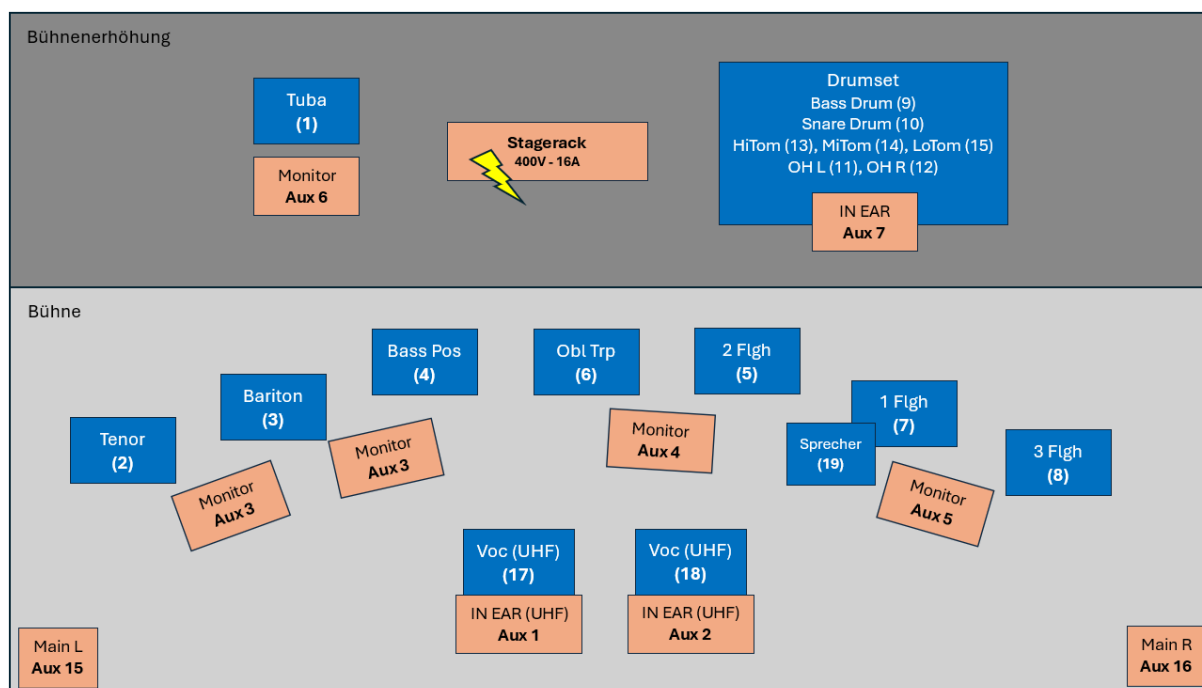 Bühnenerhöhung
Tuba
(1)
Monitor
Aux 6
Stagerack
400V - 16A
Drumset
Bass Drum (9)
Snare Drum (10)
HiTom (13), MiTom (14), LoTom (15)
OH L (11), OH R (12)
IN EAR
Aux 7
Bühne
Tenor
(2)
Bariton
(3)
Bass Pos
(4)
Obl Trp
(6)
2 Flgh
(5)
1 Flgh
(7)
Sprecher
(19)
3 Flgh
(8)
Monitor
Aux 3
Monitor
Aux 3
Monitor
Aux 4
Monitor
Aux 5
Voc (UHF)
(17)
IN EAR (UHF)
Aux 1
Voc (UHF)
(18)
IN EAR (UHF)
Aux 2
Main L
Aux 15
Main R
Aux 16